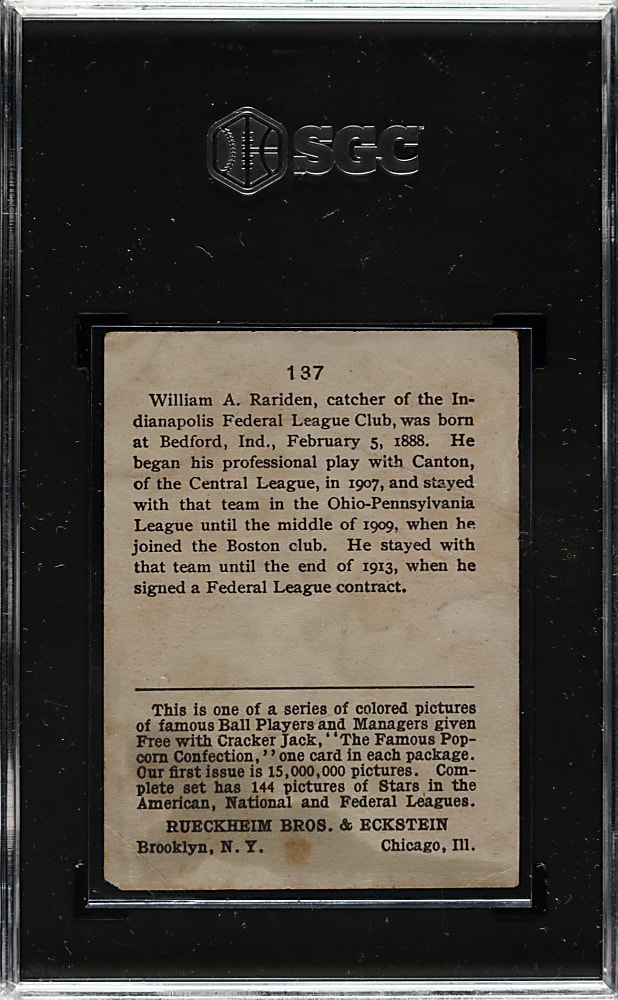 SGC
137
William A. Rariden, catcher of the In-
dianapolis Federal League Club, was born
at Bedford, Ind., February 5, 1888. He
began his professional play with Canton,
of the Central League, in 1907, and stayed
with that team in the Ohio-Pennsylvania
League until the middle of 1909, when he
joined the Boston club. He stayed with
that team until the end of 1913, when he
signed a Federal League contract.
This is one of a series of colored pictures
of famous Ball Players and Managers given
Free with Cracker Jack, "The Famous Pop-
corn Confection," one card in each package.
Our first issue is 15,000,000 pictures. Com-
plete set has 144 pictures of Stars in the
American, National and Federal Leagues.
RUECKHEIM BROS. & ECKSTEIN
Brooklyn, N. Y. Chicago, Ill.